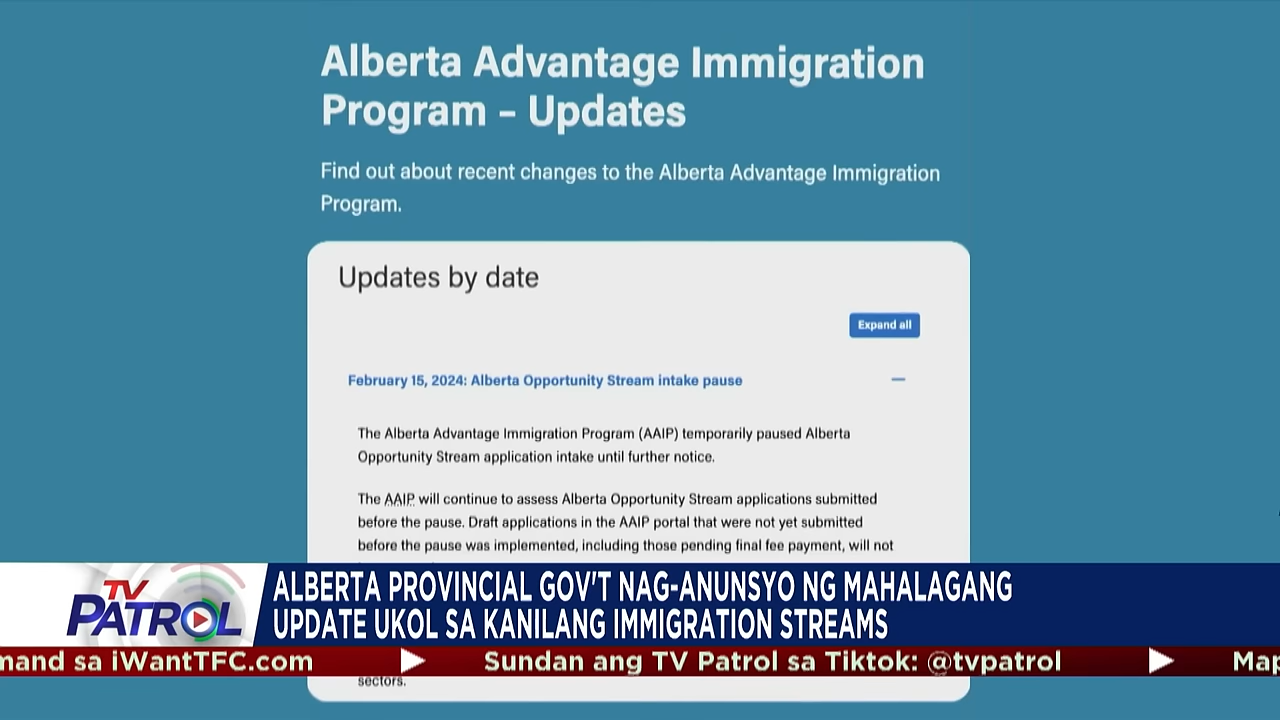 Alberta Advantage Immigration
Program – Updates
Find out about recent changes to the Alberta Advantage Immigration
Program.
Updates by date
Expand all
February 15, 2024: Alberta Opportunity Stream intake pause
The Alberta Advantage Immigration Program (AAIP) temporarily paused Alberta
Opportunity Stream application intake until further notice.
The AAIP will continue to assess Alberta Opportunity Stream applications submitted
before the pause. Draft applications in the AAIP portal that were not yet submitted
before the pause was implemented, including those pending final fee payment, will not
TV
PATROL
ALBERTA PROVINCIAL GOV'T NAG-ANUNSYO NG MAHALAGANG
UPDATE UKOL SA KANILANG IMMIGRATION STREAMS
mand sa iWantTFC.com Sundan ang TV Patrol sa Tiktok: @tvpatrol Map
sectors.